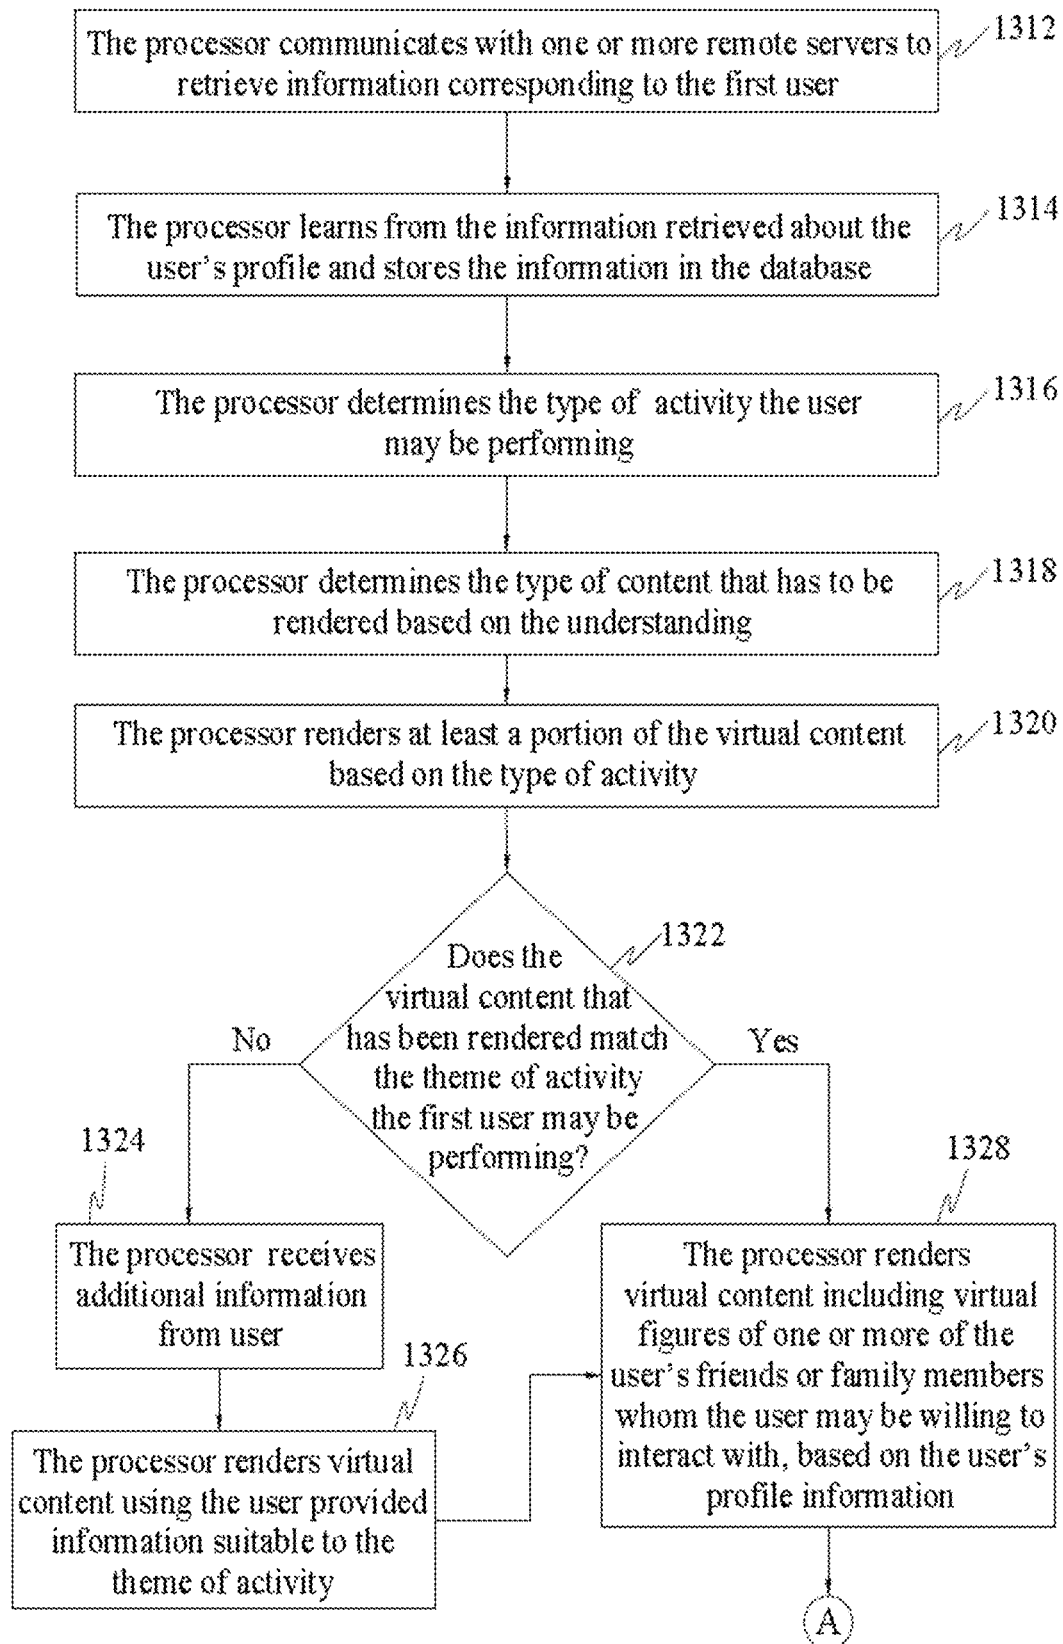 The processor communicates with one or more remote servers to
retrieve information corresponding to the first user
1312
The processor learns from the information retrieved about the
user's profile and stores the information in the database
1314
The processor determines the type of activity the user
may be performing
1316
The processor determines the type of content that has to be
rendered based on the understanding
1318
The processor renders at least a portion of the virtual content
based on the type of activity
1320
1322
Does the
virtual content that
has been rendered match
the theme of activity
the first user may be
performing?
No
Yes
1324
The processor receives
additional information
from user
1326
The processor renders virtual
content using the user provided
information suitable to the
theme of activity
1328
The processor renders
virtual content including virtual
figures of one or more of the
user's friends or family members
whom the user may be willing to
interact with, based on the user's
profile information
A